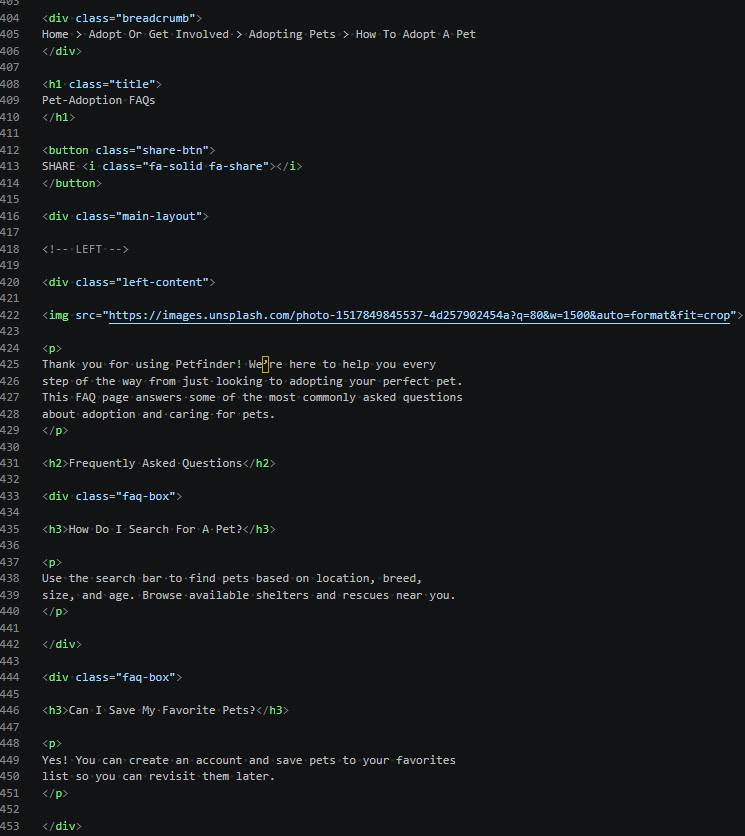 403
404 <div class="breadcrumb">
405 Home > Adopt Or Get Involved > Adopting Pets > How To Adopt A Pet
406 </div>
407
408 <h1 class="title">
409 Pet-Adoption FAQs
410 </h1>
411
412 <button class="share-btn">
413 SHARE <i class="fa-solid fa-share"></i>
414 </button>
415
416 <div class="main-layout">
417
418 <!-- LEFT -->
419
420 <div class="left-content">
421
422 <img src="https://images.unsplash.com/photo-1517849845537-4d257902454a?q=80&w=1500&auto=format&fit=crop">
423
424 <p>
425 Thank you for using Petfinder! We’re here to help you every
426 step of the way from just looking to adopting your perfect pet.
427 This FAQ page answers some of the most commonly asked questions
428 about adoption and caring for pets.
429 </p>
430
431 <h2>Frequently Asked Questions</h2>
432
433 <div class="faq-box">
434
435 <h3>How Do I Search For A Pet?</h3>
436
437 <p>
438 Use the search bar to find pets based on location, breed,
439 size, and age. Browse available shelters and rescues near you.
440 </p>
441
442 </div>
443
444 <div class="faq-box">
445
446 <h3>Can I Save My Favorite Pets?</h3>
447
448 <p>
449 Yes! You can create an account and save pets to your favorites
450 list so you can revisit them later.
451 </p>
452
453 </div>